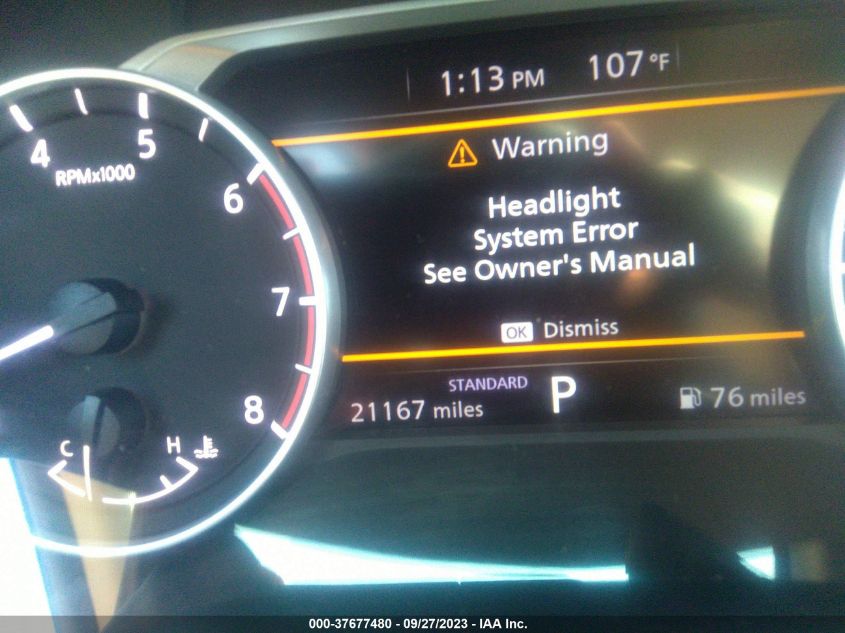 1:13 PM 107°F
4 5 6 7 8
RPMx1000
Warning
Headlight
System Error
See Owner's Manual
OK Dismiss
STANDARD
21167 miles P 76 miles
C H
000-37677480 - 09/27/2023 - IAA Inc.